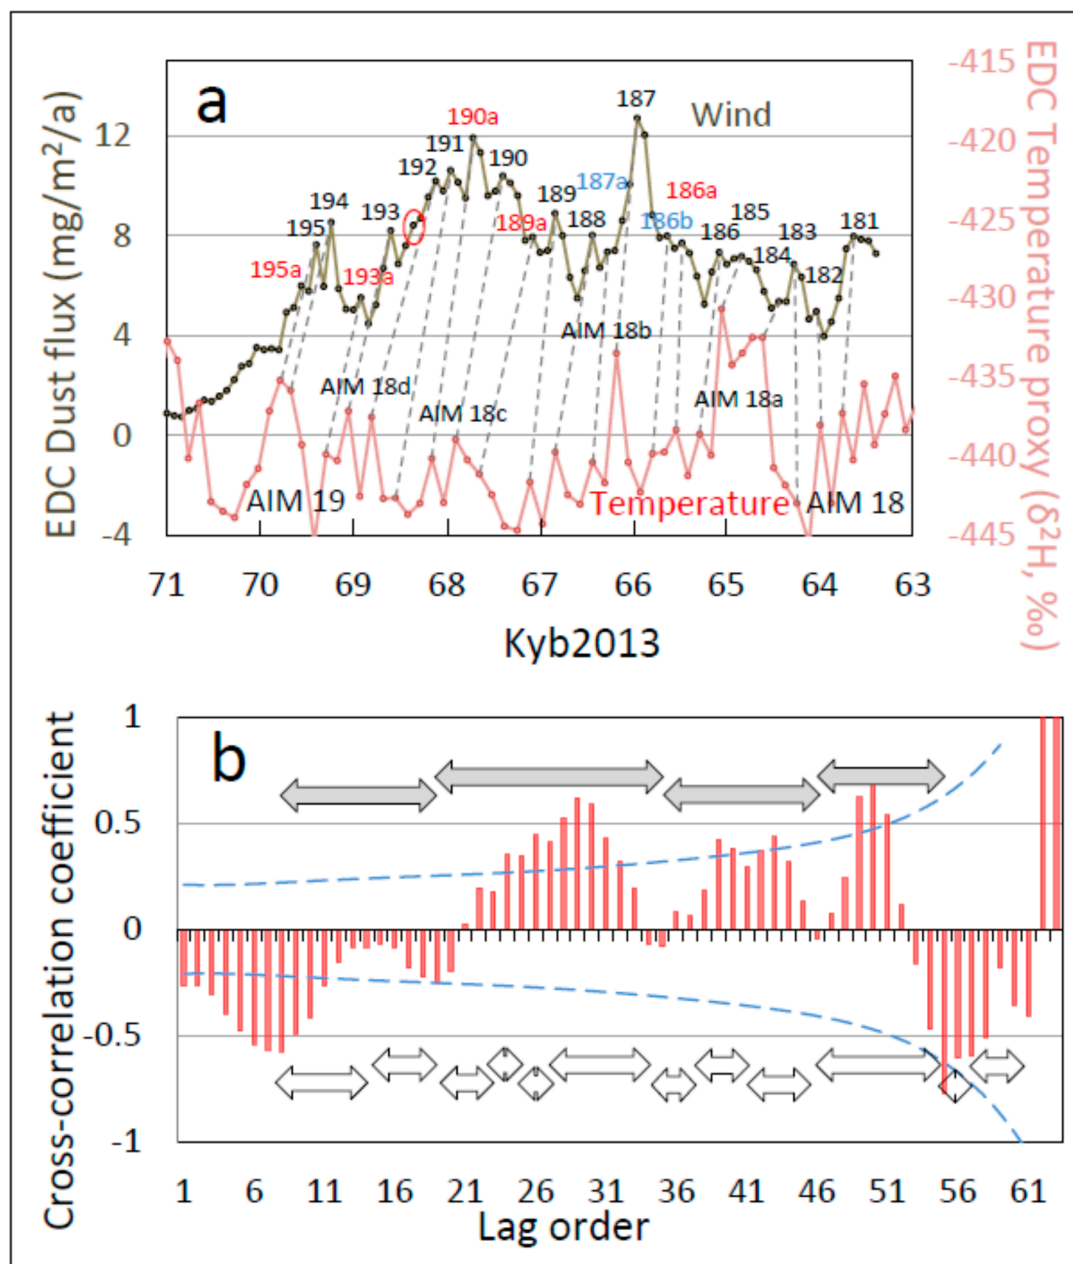 a
EDC Dust flux (mg/m²/a)
12
8
4
0
-4
Wind
187
190a
191
190
192
194
195
193
189
187a
188
186a
186b
189a
195a
193a
186
185
184
183
182
181
AIM 18b
AIM 18d
AIM 18c
AIM 18a
AIM 19
Temperature
AIM 18
-415
-420
-425
-430
-435
-440
-445
EDC Temperature proxy (δ²H, ‰)
71 70 69 68 67 66 65 64 63
Kyb2013
b
Cross-correlation coefficient
1
0.5
0
-0.5
-1
1 6 11 16 21 26 31 36 41 46 51 56 61
Lag order